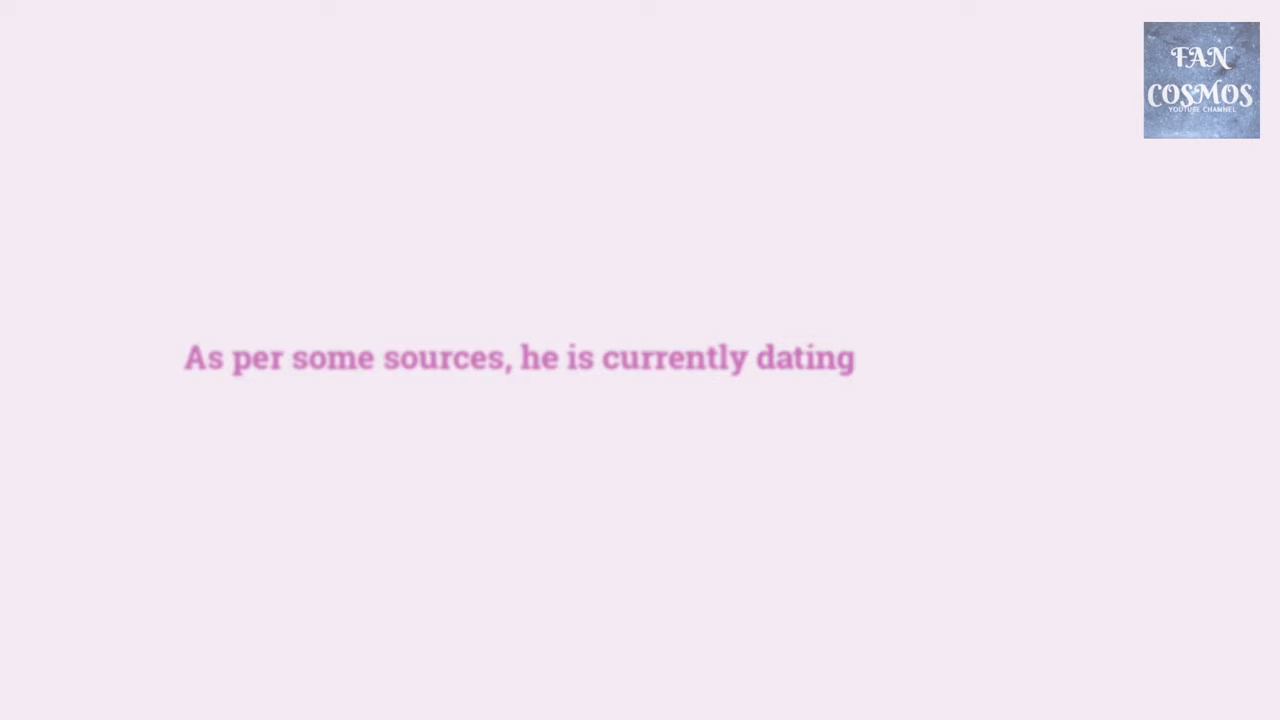 FAN
COSMOS
YOUTUBE CHANNEL
As per some sources, he is currently dating